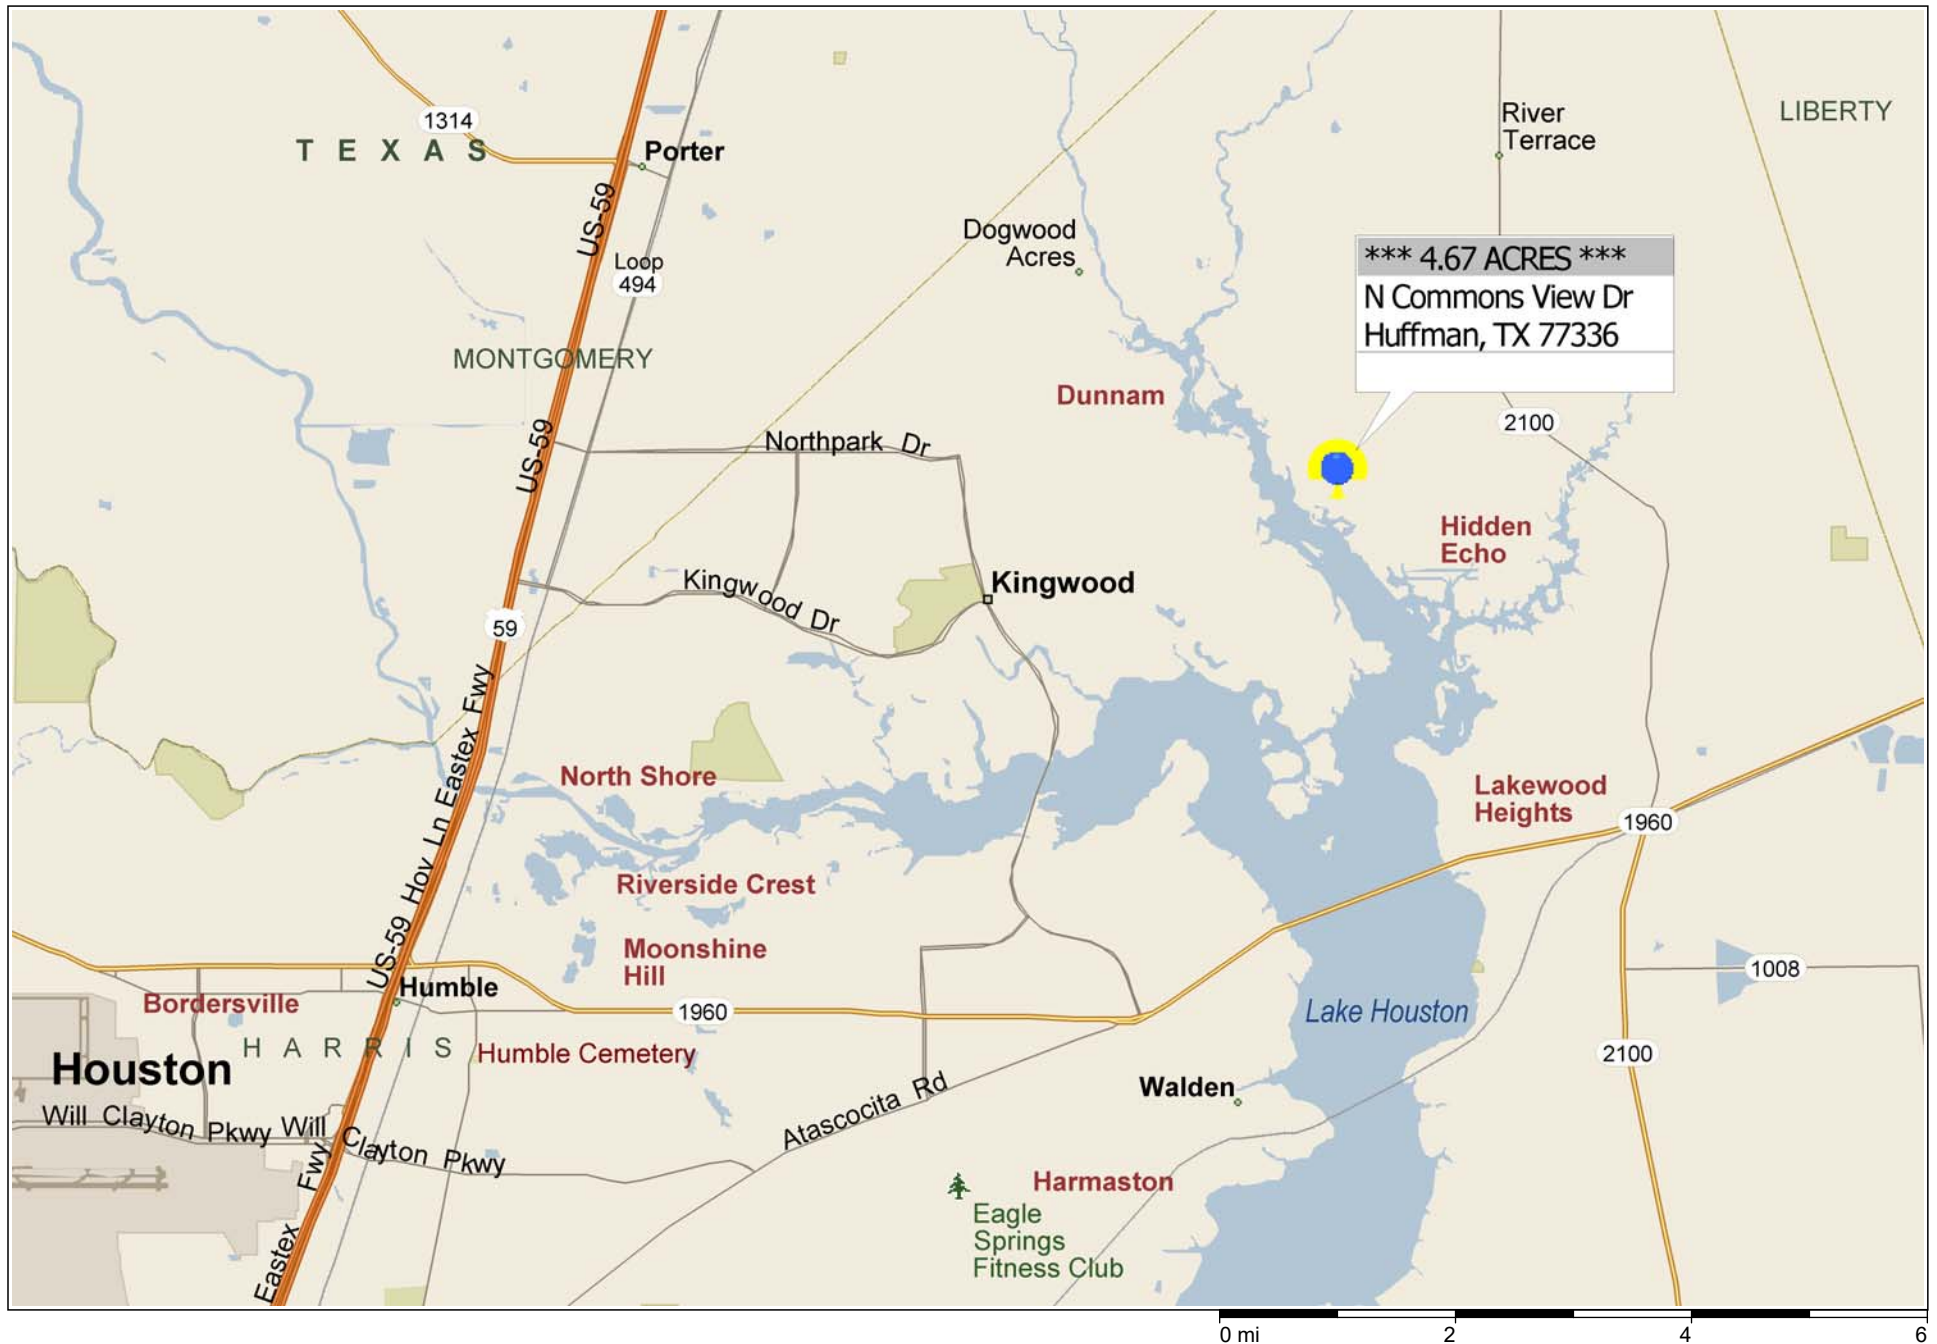 1314
TEXAS
Porter
River
Terrace
LIBERTY
US-59
Loop
494
Dogwood
Acres
*** 4.67 ACRES ***
N Commons View Dr
Huffman, TX 77336
MONTGOMERY
Dunnam
2100
US-59
Northpark Dr
Hidden
Echo
Kingwood Dr
Kingwood
59
US-59 Hov Ln Eastex Fwy
North Shore
Lakewood
Heights
1960
Riverside Crest
Moonshine
Hill
1008
Bordersville
Humble
1960
Lake Houston
HARRIS
Humble Cemetery
2100
Houston
Walden
Atascocita Rd
Will Clayton Pkwy
Will Clayton Pkwy
Eastex Fwy
Harmaston
Eagle
Springs
Fitness Club
0 mi 2 4 6